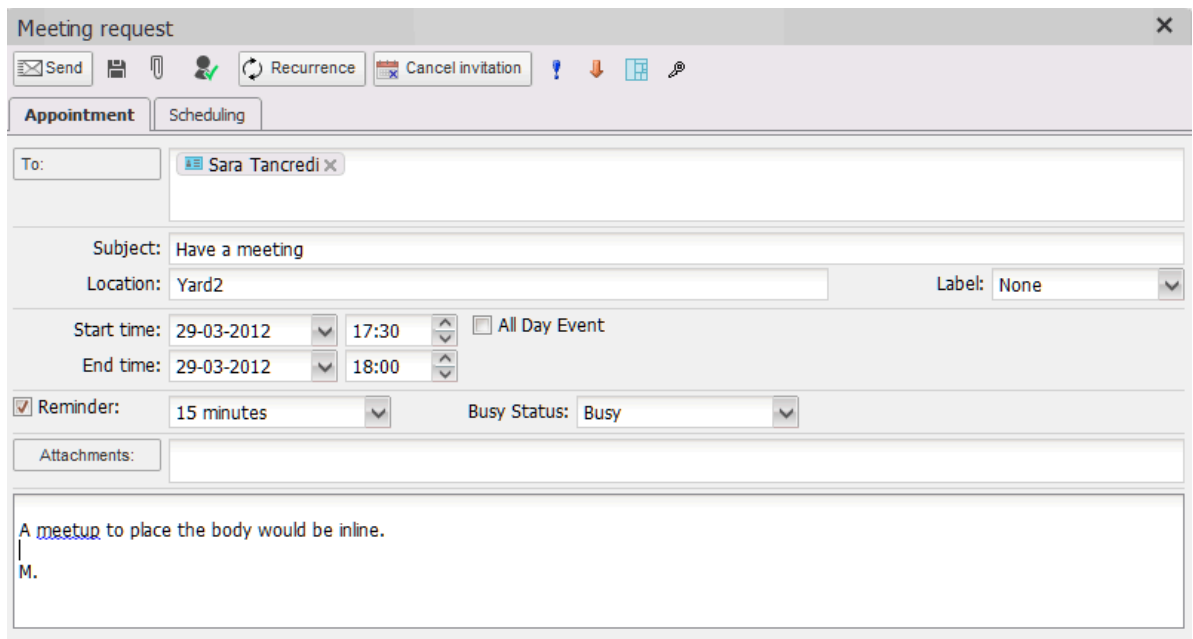 Meeting request
Send Recurrence Cancel invitation
Appointment Scheduling
To: Sara Tancredi
Subject: Have a meeting
Location: Yard2 Label: None
Start time: 29-03-2012 17:30 All Day Event
End time: 29-03-2012 18:00
Reminder: 15 minutes Busy Status: Busy
Attachments:
A meetup to place the body would be inline.
M.